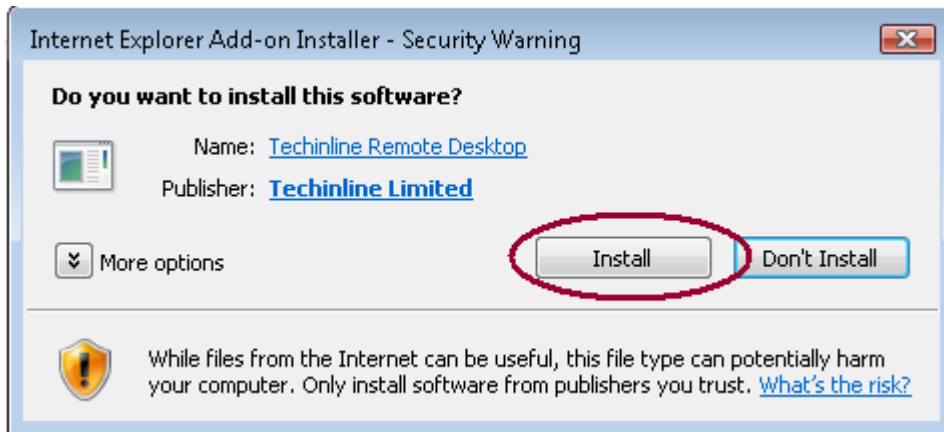 Internet Explorer Add-on Installer - Security Warning
Do you want to install this software?
Name: Techinline Remote Desktop
Publisher: Techinline Limited
More options Install Don't Install
While files from the Internet can be useful, this file type can potentially harm
your computer. Only install software from publishers you trust. What's the risk?